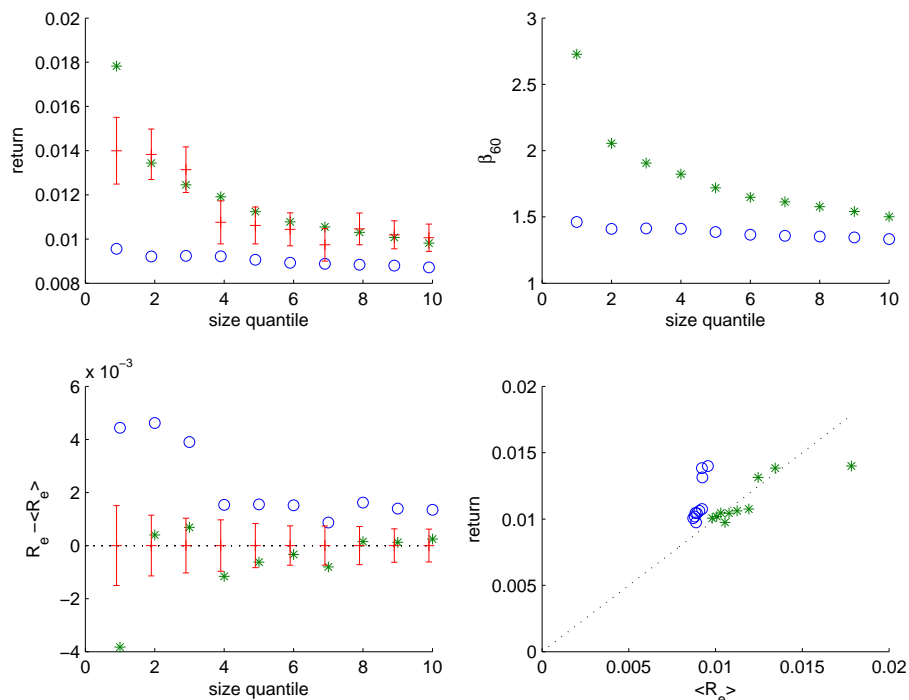 0.02
0.018
0.016
0.014
0.012
0.01
0.008
return
0 2 4 6 8 10
size quantile
3
2.5
2
1.5
1
β60
0 2 4 6 8 10
size quantile
x 10−3
6
4
2
0
−2
−4
Re−<Re>
0 2 4 6 8 10
size quantile
0.02
0.015
0.01
0.005
0
return
0 0.005 0.01 0.015 0.02
<Re>